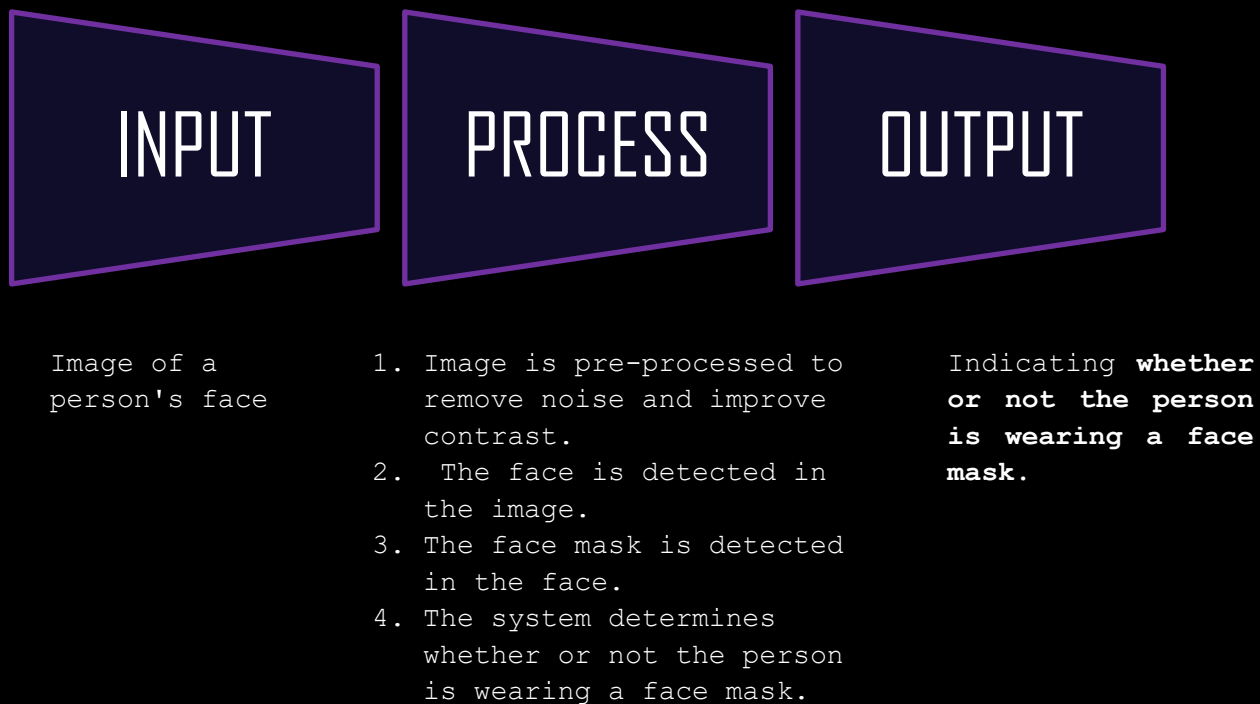 INPUT
PROCESS
OUTPUT
Image of a
person's face
1. Image is pre-processed to
remove noise and improve
contrast.
2. The face is detected in
the image.
3. The face mask is detected
in the face.
4. The system determines
whether or not the person
is wearing a face mask.
Indicating whether
or not the person
is wearing a face
mask.